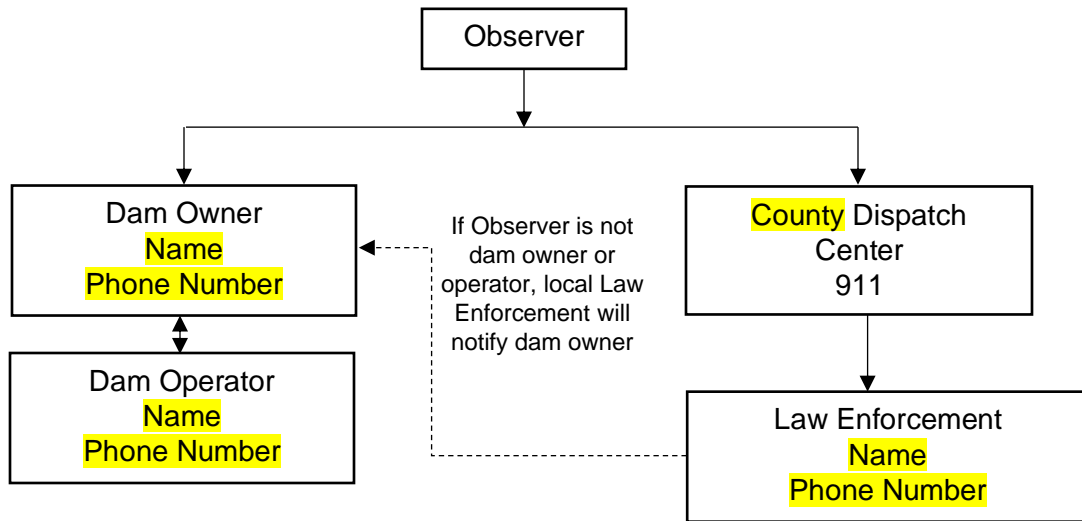 Observer
Dam Owner
Name
Phone Number
If Observer is not
dam owner or
operator, local Law
Enforcement will
notify dam owner
County Dispatch
Center
911
Dam Operator
Name
Phone Number
Law Enforcement
Name
Phone Number